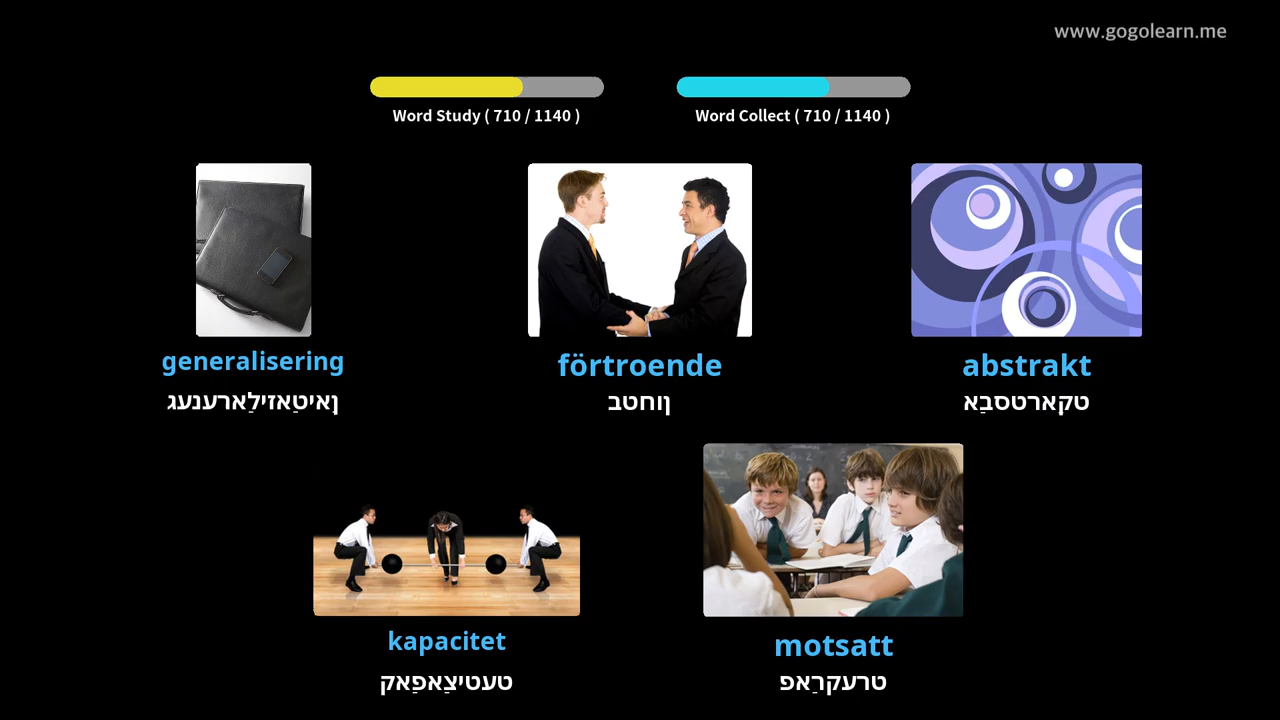 www.gogolearn.me
Word Study ( 710 / 1140 )
Word Collect ( 710 / 1140 )
generalisering
ןָאיטַאזילַארענעג
förtroende
ןוחטב
abstrakt
טקארטסבַא
kapacitet
טעטיצַאפַאק
motsatt
טרעקרַאפ